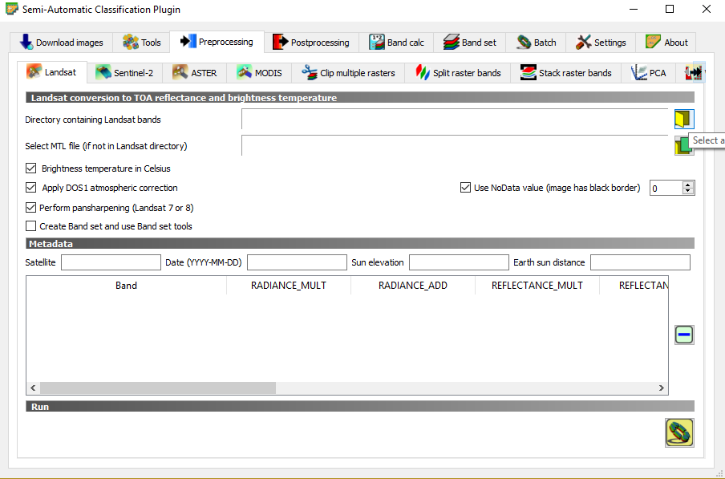 Semi-Automatic Classification Plugin
Download images Tools Preprocessing Postprocessing Band calc Band set Batch Settings About
Landsat Sentinel-2 ASTER MODIS Clip multiple rasters Split raster bands Stack raster bands PCA
Landsat conversion to TOA reflectance and brightness temperature
Directory containing Landsat bands
Select a
Select MTL file (if not in Landsat directory)
Brightness temperature in Celsius
Apply DOS1 atmospheric correction Use NoData value (image has black border) 0
Perform pansharpening (Landsat 7 or 8)
Create Band set and use Band set tools
Metadata
Satellite Date (YYYY-MM-DD) Sun elevation Earth sun distance
Band RADIANCE_MULT RADIANCE_ADD REFLECTANCE_MULT REFLECTAN
Run